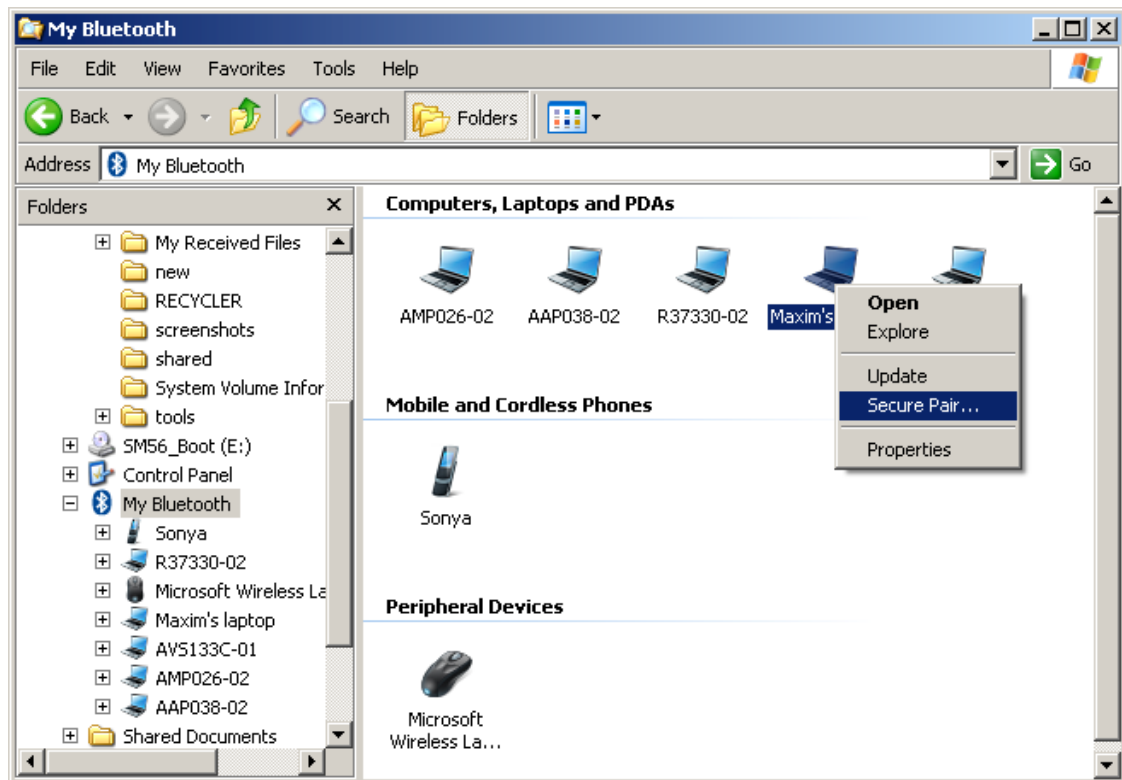 My Bluetooth
File Edit View Favorites Tools Help
Back Search Folders
Address My Bluetooth Go
Folders
My Received Files
new
RECYCLER
screenshots
shared
System Volume Infor
tools
SM56_Boot (E:)
Control Panel
My Bluetooth
Sonya
R37330-02
Microsoft Wireless La
Maxim's laptop
AVS133C-01
AMP026-02
AAP038-02
Shared Documents
Computers, Laptops and PDAs
AMP026-02 AAP038-02 R37330-02 Maxim's
Open
Explore
Update
Secure Pair...
Properties
Mobile and Cordless Phones
Sonya
Peripheral Devices
Microsoft
Wireless La...